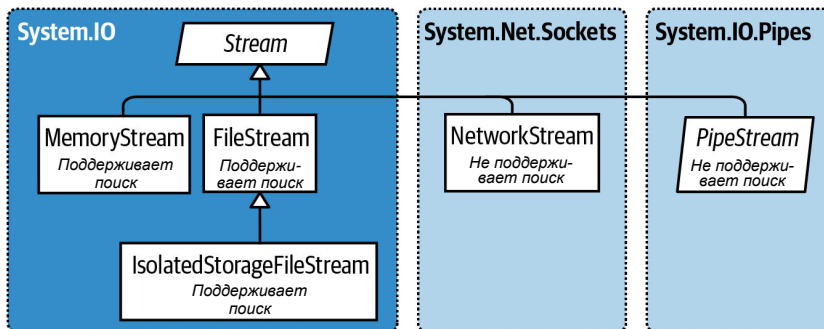 System.IO
Stream
System.Net.Sockets
System.IO.Pipes
MemoryStream
Поддерживает
поиск
FileStream
Поддержи-
вает поиск
NetworkStream
Не поддержи-
вает поиск
PipeStream
Не поддержи-
вает поиск
IsolatedStorageFileStream
Поддерживает
поиск